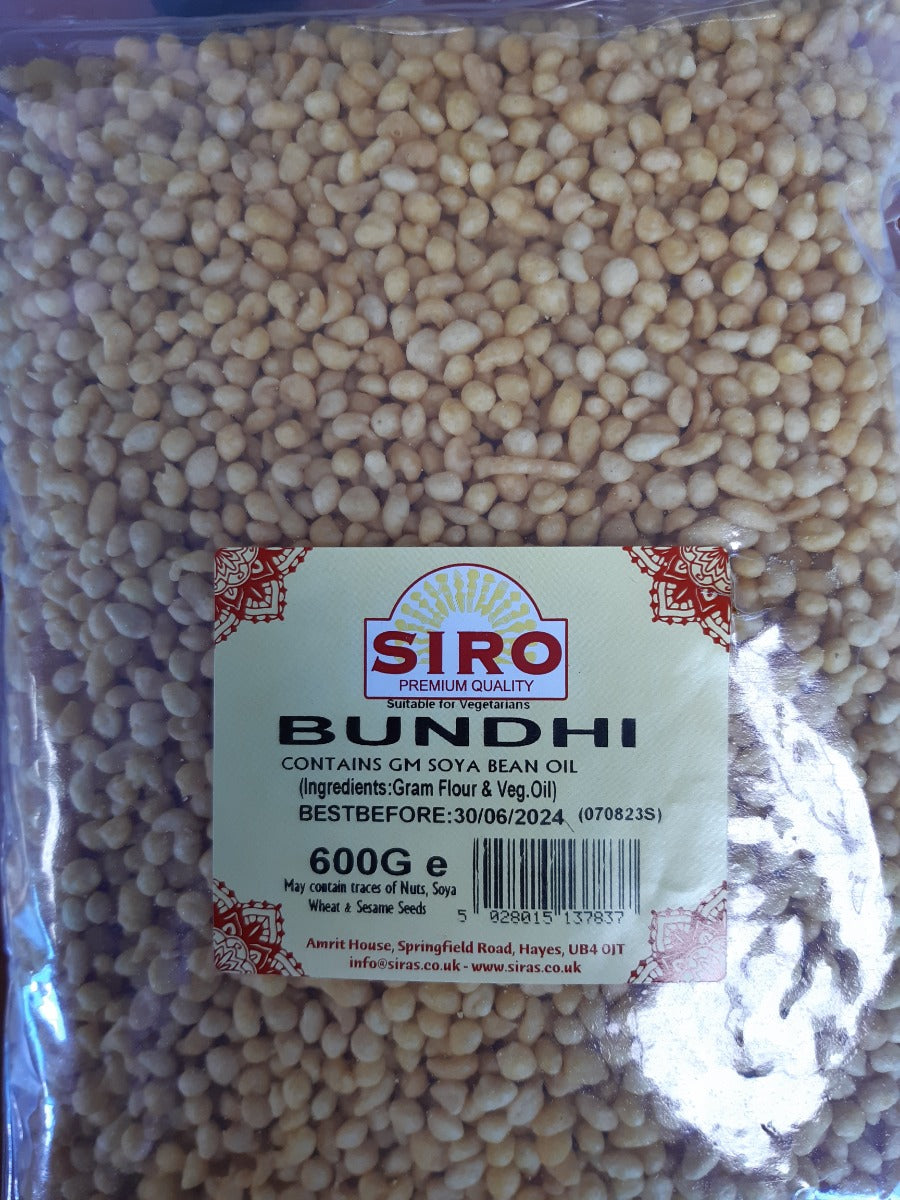 SIRO
PREMIUM QUALITY
Suitable for Vegetarians
BUNDHI
CONTAINS GM SOYA BEAN OIL
(Ingredients:Gram Flour & Veg.Oil)
BESTBEFORE:30/06/2024 (070823S)
600G e
May contain traces of Nuts, Soya
Wheat & Sesame Seeds
5 028015 137837
Amrit House, Springfield Road, Hayes, UB4 0JT
info@siras.co.uk - www.siras.co.uk